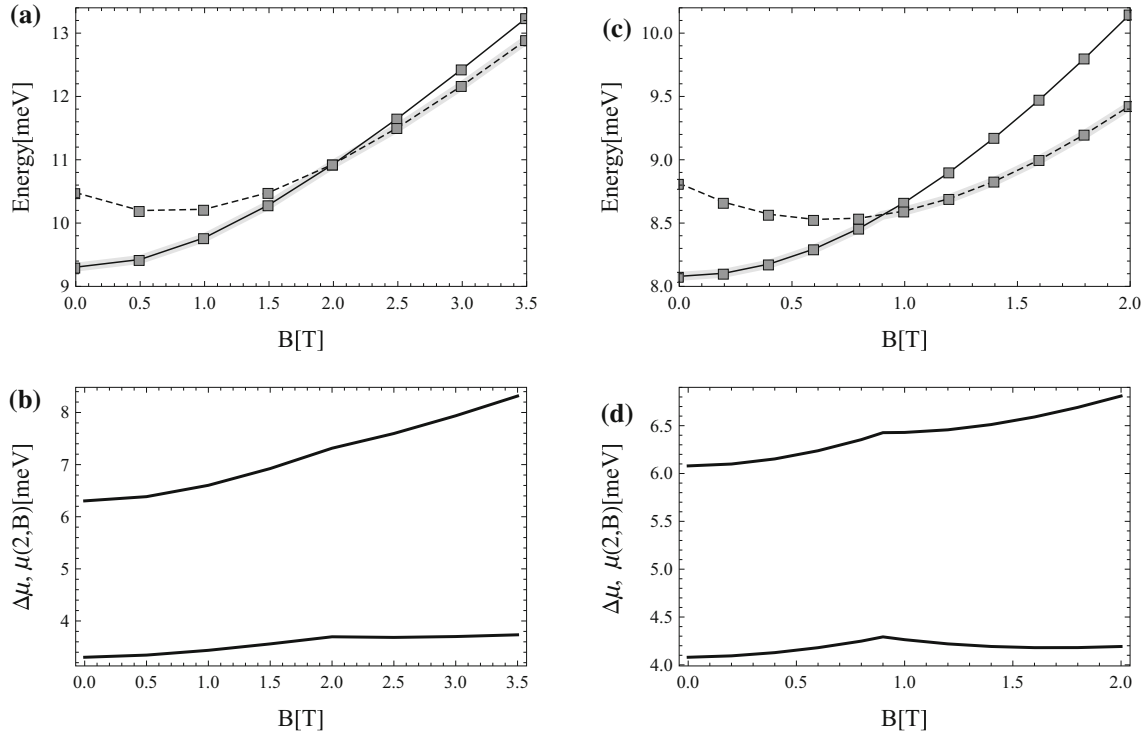 (a)
Energy[meV]
13
12
11
10
9
0.0 0.5 1.0 1.5 2.0 2.5 3.0 3.5
B[T]
(c)
Energy[meV]
10.0
9.5
9.0
8.5
8.0
0.0 0.5 1.0 1.5 2.0
B[T]
(b)
Δμ, μ(2,B)[meV]
8
7
6
5
4
0.0 0.5 1.0 1.5 2.0 2.5 3.0 3.5
B[T]
(d)
Δμ, μ(2,B)[meV]
6.5
6.0
5.5
5.0
4.5
4.0
0.0 0.5 1.0 1.5 2.0
B[T]